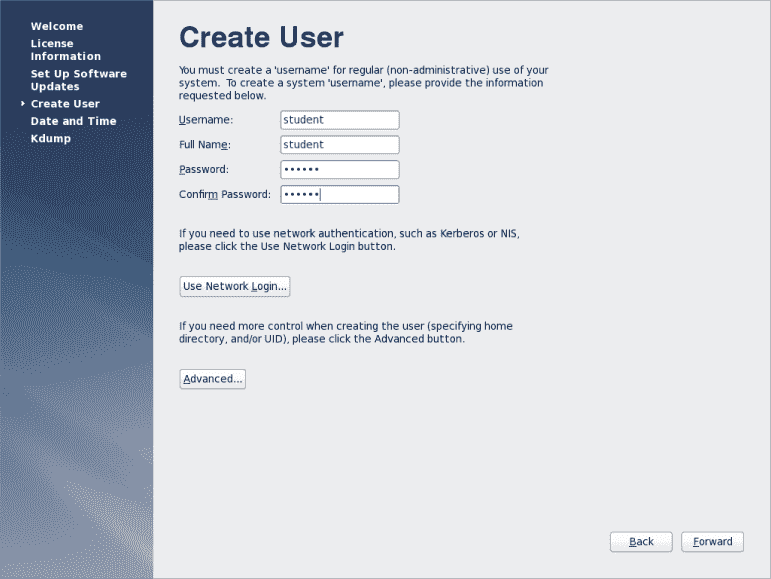 Welcome
License
Information
Set Up Software
Updates
Create User
Date and Time
Kdump
Create User
You must create a 'username' for regular (non-administrative) use of your
system.  To create a system 'username', please provide the information
requested below.
Username: student
Full Name: student
Password: ••••••
Confirm Password: ••••••
If you need to use network authentication, such as Kerberos or NIS,
please click the Use Network Login button.
Use Network Login...
If you need more control when creating the user (specifying home
directory, and/or UID), please click the Advanced button.
Advanced...
Back Forward